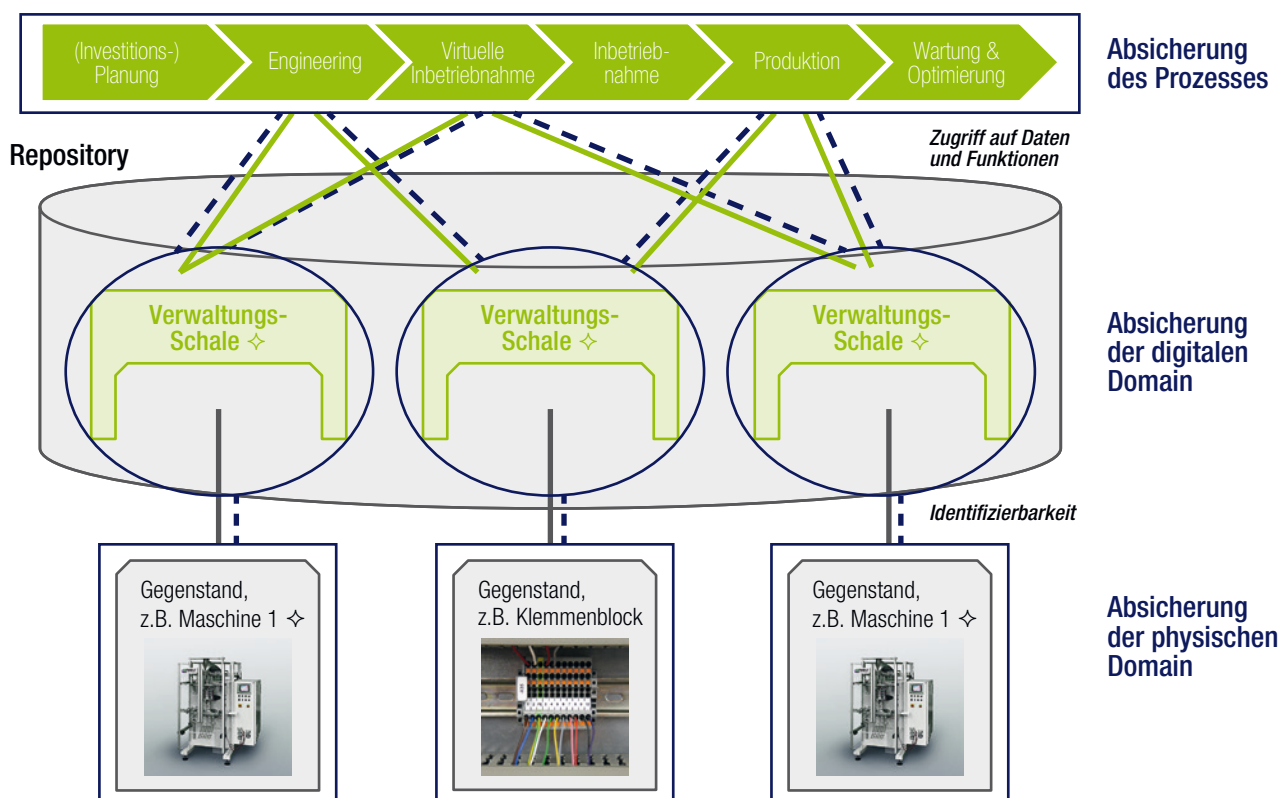 (Investitions-)
Planung
Engineering
Virtuelle
Inbetriebnahme
Inbetrieb-
nahme
Produktion
Wartung &
Optimierung
Absicherung
des Prozesses
Repository
Zugriff auf Daten
und Funktionen
Verwaltungs-
Schale ✧
Verwaltungs-
Schale ✧
Verwaltungs-
Schale ✧
Absicherung
der digitalen
Domain
Identifizierbarkeit
Gegenstand,
z.B. Maschine 1 ✧
Gegenstand,
z.B. Klemmenblock
Gegenstand,
z.B. Maschine 1 ✧
Absicherung
der physischen
Domain